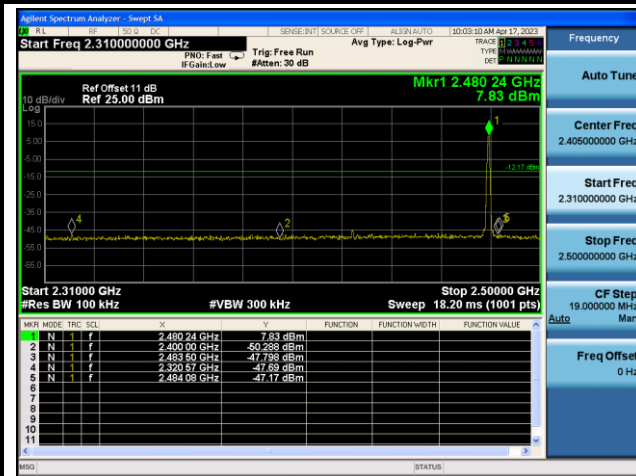 Agilent Spectrum Analyzer - Swept SA
RL RF 50 Ω DC SENSE:INT SOURCE OFF ALIGN AUTO 10:03:10 AM Apr 17, 2023
Start Freq 2.310000000 GHz
PNO: Fast
IFGain:Low
Trig: Free Run
#Atten: 30 dB
Avg Type: Log-Pwr
TRACE 1 2 3 4 5 6
TYPE M
DET P N N N N N
Ref Offset 11 dB
Ref 25.00 dBm
10 dB/div
Log
Mkr1 2.480 24 GHz
7.83 dBm
15.0
5.00
-5.00
-15.0
-25.0
-35.0
-45.0
-55.0
-65.0
-12.17 dBm
1
4
2
5
Start 2.31000 GHz
Stop 2.50000 GHz
#Res BW 100 kHz
#VBW 300 kHz
Sweep 18.20 ms (1001 pts)
MKR MODE TRC SCL X Y FUNCTION FUNCTION WIDTH FUNCTION VALUE
1 N 1 f 2.480 24 GHz 7.83 dBm
2 N 1 f 2.400 00 GHz -50.288 dBm
3 N 1 f 2.483 50 GHz -47.798 dBm
4 N 1 f 2.320 57 GHz -47.69 dBm
5 N 1 f 2.484 08 GHz -47.17 dBm
6
7
8
9
10
11
MSG
STATUS
Frequency
Auto Tune
Center Freq
2.405000000 GHz
Start Freq
2.310000000 GHz
Stop Freq
2.500000000 GHz
CF Step
19.000000 MHz
Auto Man
Freq Offset
0 Hz